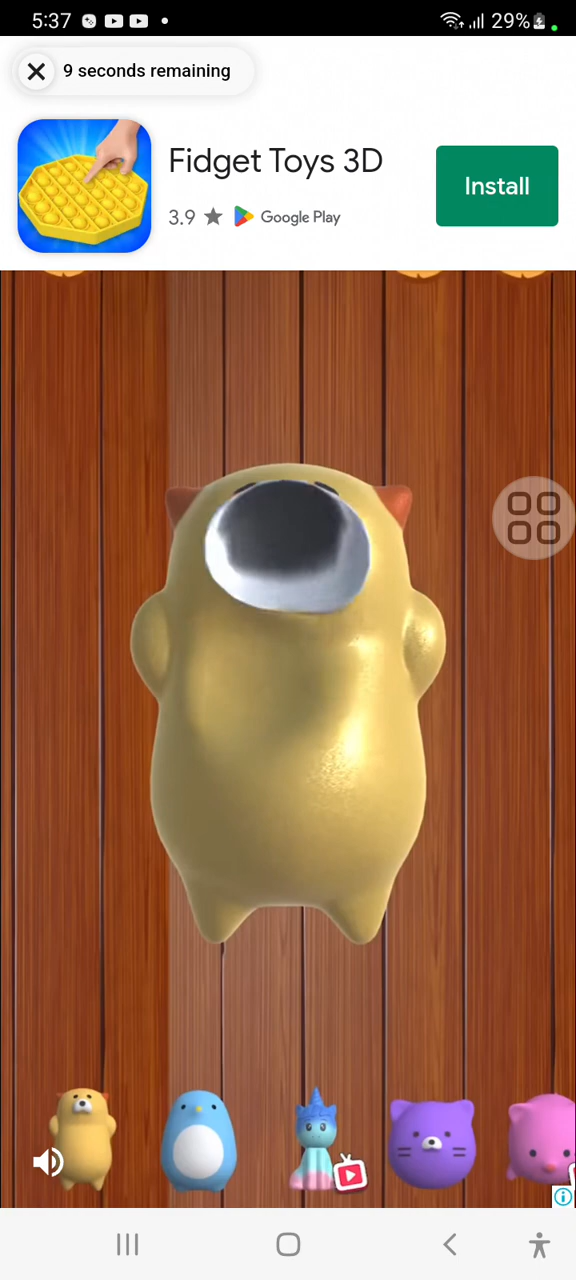 5:37
29%
9 seconds remaining
Fidget Toys 3D
Install
3.9 ★ Google Play